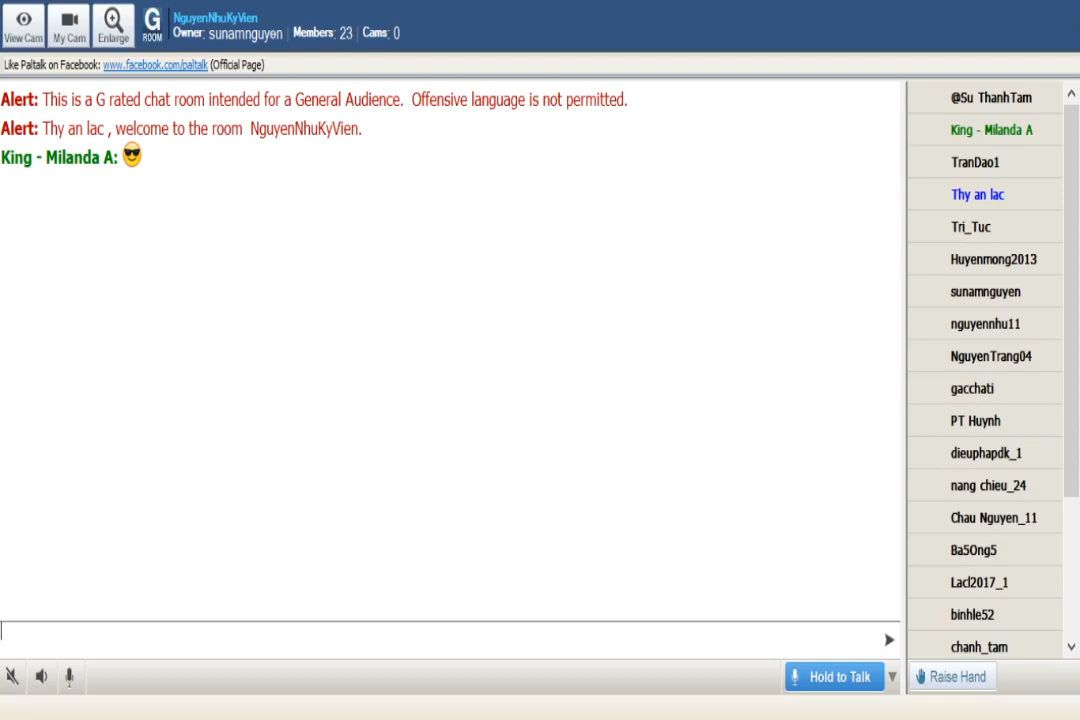 View Cam
My Cam
Enlarge
G
ROOM
NguyenNhuKyVien
Owner: sunamnguyen Members: 23 Cams: 0
Like Paltalk on Facebook: www.facebook.com/paltalk (Official Page)
Alert: This is a G rated chat room intended for a General Audience. Offensive language is not permitted.
Alert: Thy an lac , welcome to the room NguyenNhuKyVien.
King - Milanda A:
@Su ThanhTam
King - Milanda A
TranDao1
Thy an lac
Tri_Tuc
Huyenmong2013
sunamnguyen
nguyennhu11
NguyenTrang04
gacchati
PT Huynh
dieuphapdk_1
nang chieu_24
Chau Nguyen_11
Ba5Ong5
Lacl2017_1
binhle52
chanh_tam
Hold to Talk
Raise Hand